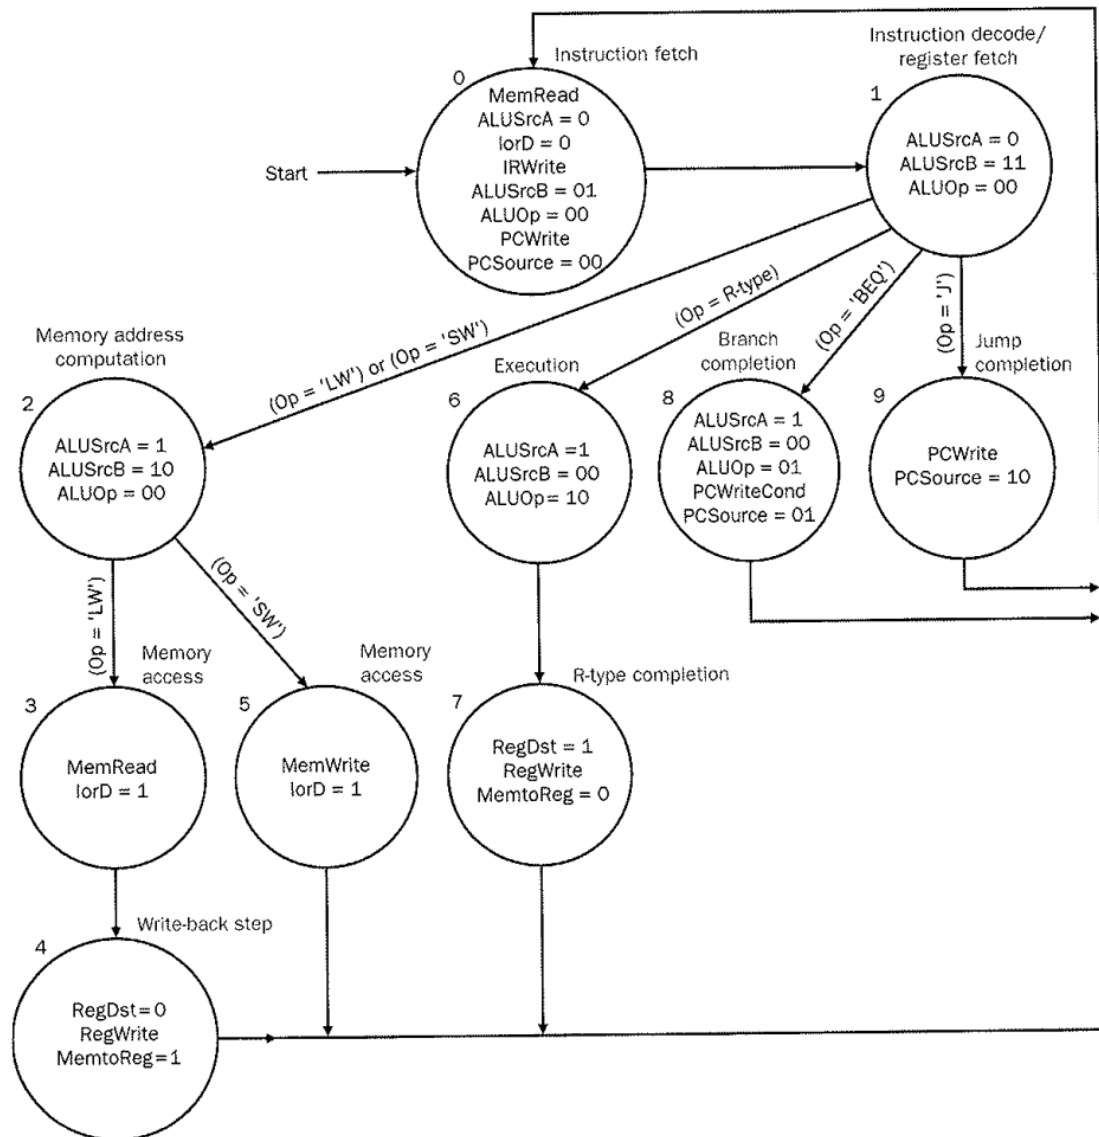 Instruction fetch
0
MemRead
ALUSrcA = 0
IorD = 0
IRWrite
ALUSrcB = 01
ALUOp = 00
PCWrite
PCSource = 00
Start
Instruction decode/
register fetch
1
ALUSrcA = 0
ALUSrcB = 11
ALUOp = 00
(Op = 'LW') or (Op = 'SW')
(Op = R-type)
(Op = 'BEQ')
(Op = 'J')
Memory address
computation
2
ALUSrcA = 1
ALUSrcB = 10
ALUOp = 00
Execution
6
ALUSrcA =1
ALUSrcB = 00
ALUOp= 10
Branch
completion
8
ALUSrcA = 1
ALUSrcB = 00
ALUOp = 01
PCWriteCond
PCSource = 01
Jump
completion
9
PCWrite
PCSource = 10
(Op = 'LW')
(Op = 'SW')
Memory
access
3
MemRead
IorD = 1
Memory
access
5
MemWrite
IorD = 1
R-type completion
7
RegDst = 1
RegWrite
MemtoReg = 0
Write-back step
4
RegDst=0
RegWrite
MemtoReg=1